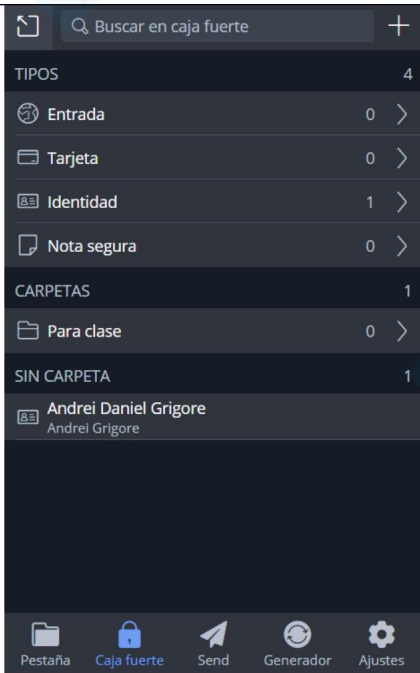 Buscar en caja fuerte
TIPOS 4
Entrada 0
Tarjeta 0
Identidad 1
Nota segura 0
CARPETAS 1
Para clase 0
SIN CARPETA 1
Andrei Daniel Grigore
Andrei Grigore
Pestaña Caja fuerte Send Generador Ajustes